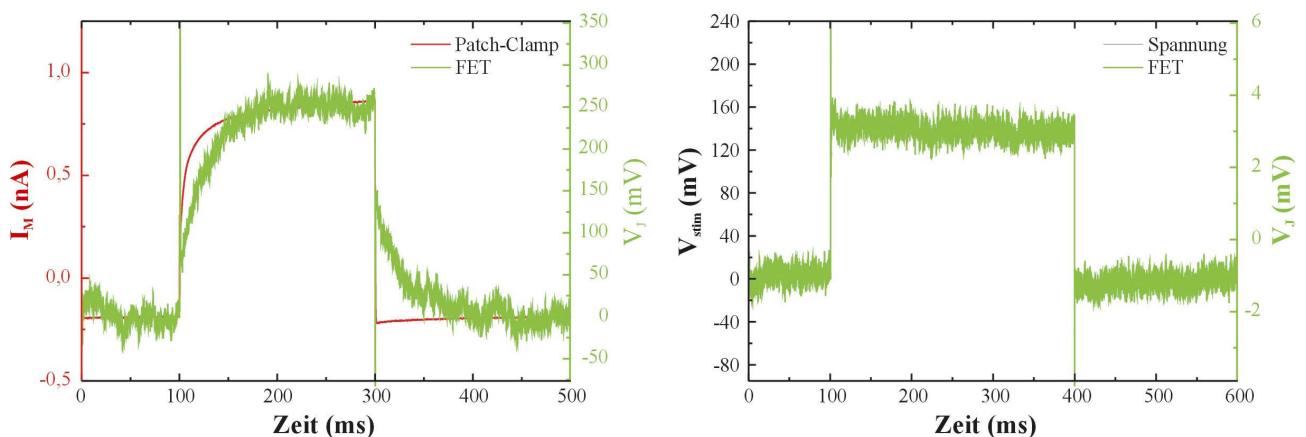 Patch-Clamp
FET
I_M (nA)
1,0
0,5
0,0
-0,5
V_J (mV)
350
300
250
200
150
100
50
0
-50
0 100 200 300 400 500
Zeit (ms)
Spannung
FET
V_stim (mV)
240
200
160
120
80
40
0
-40
-80
V_J (mV)
6
4
2
0
-2
0 100 200 300 400 500 600
Zeit (ms)